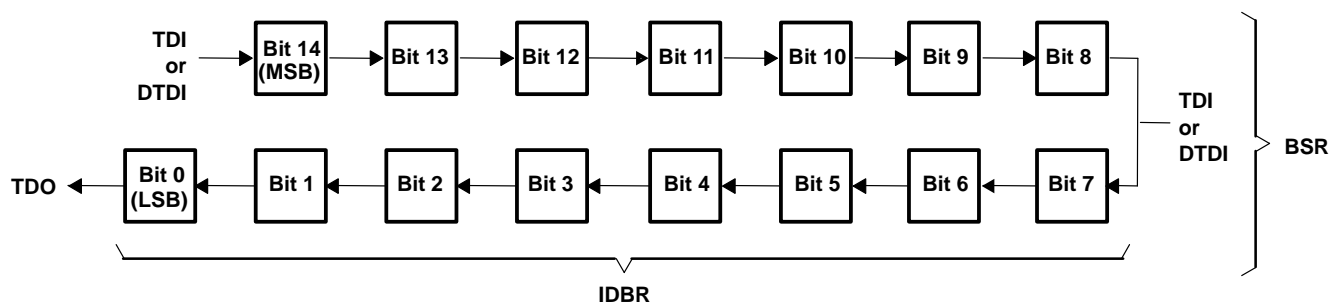 TDI
or
DTDI
Bit 14
(MSB)
Bit 13
Bit 12
Bit 11
Bit 10
Bit 9
Bit 8
TDI
or
DTDI
BSR
TDO
Bit 0
(LSB)
Bit 1
Bit 2
Bit 3
Bit 4
Bit 5
Bit 6
Bit 7
IDBR